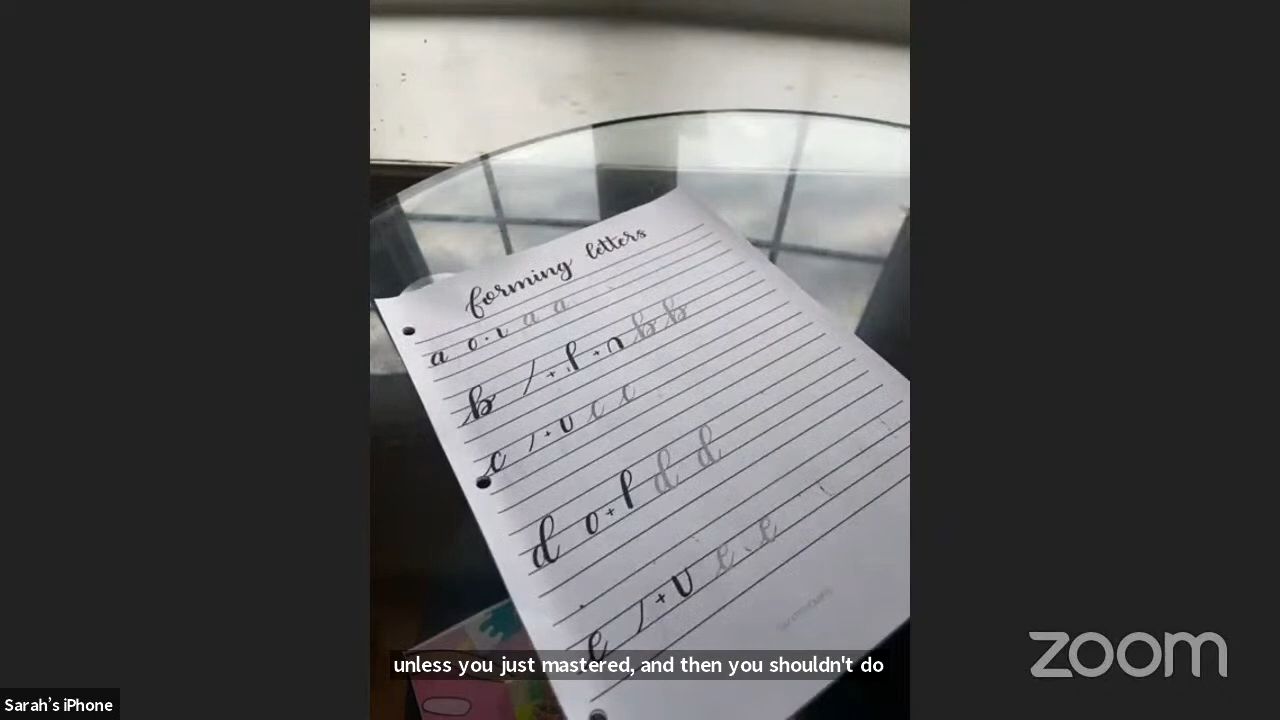 forming letters
a o + ι a a
b / + l + n b b
c / + υ c c
d o + l d d
e / + υ e e
unless you just mastered, and then you shouldn't do
zoom
Sarah's iPhone